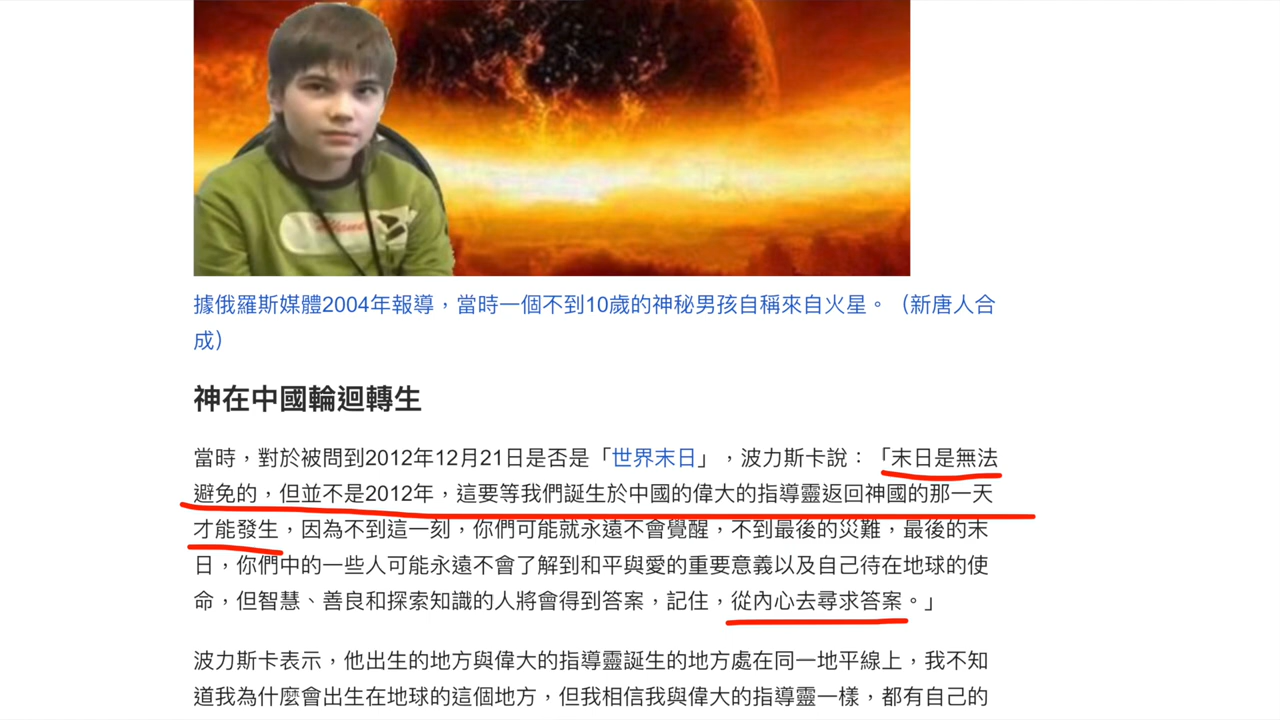 據俄羅斯媒體2004年報導，當時一個不到10歲的神秘男孩自稱來自火星。（新唐人合
成）
神在中國輪迴轉生
當時，對於被問到2012年12月21日是否是「世界末日」，波力斯卡說：「末日是無法
避免的，但並不是2012年，這要等我們誕生於中國的偉大的指導靈返回神國的那一天
才能發生，因為不到這一刻，你們可能就永遠不會覺醒，不到最後的災難，最後的末
日，你們中的一些人可能永遠不會了解到和平與愛的重要意義以及自己待在地球的使
命，但智慧、善良和探索知識的人將會得到答案，記住，從內心去尋求答案。」
波力斯卡表示，他出生的地方與偉大的指導靈誕生的地方處在同一地平線上，我不知
道我為什麼會出生在地球的這個地方，但我相信我與偉大的指導靈一樣，都有自己的